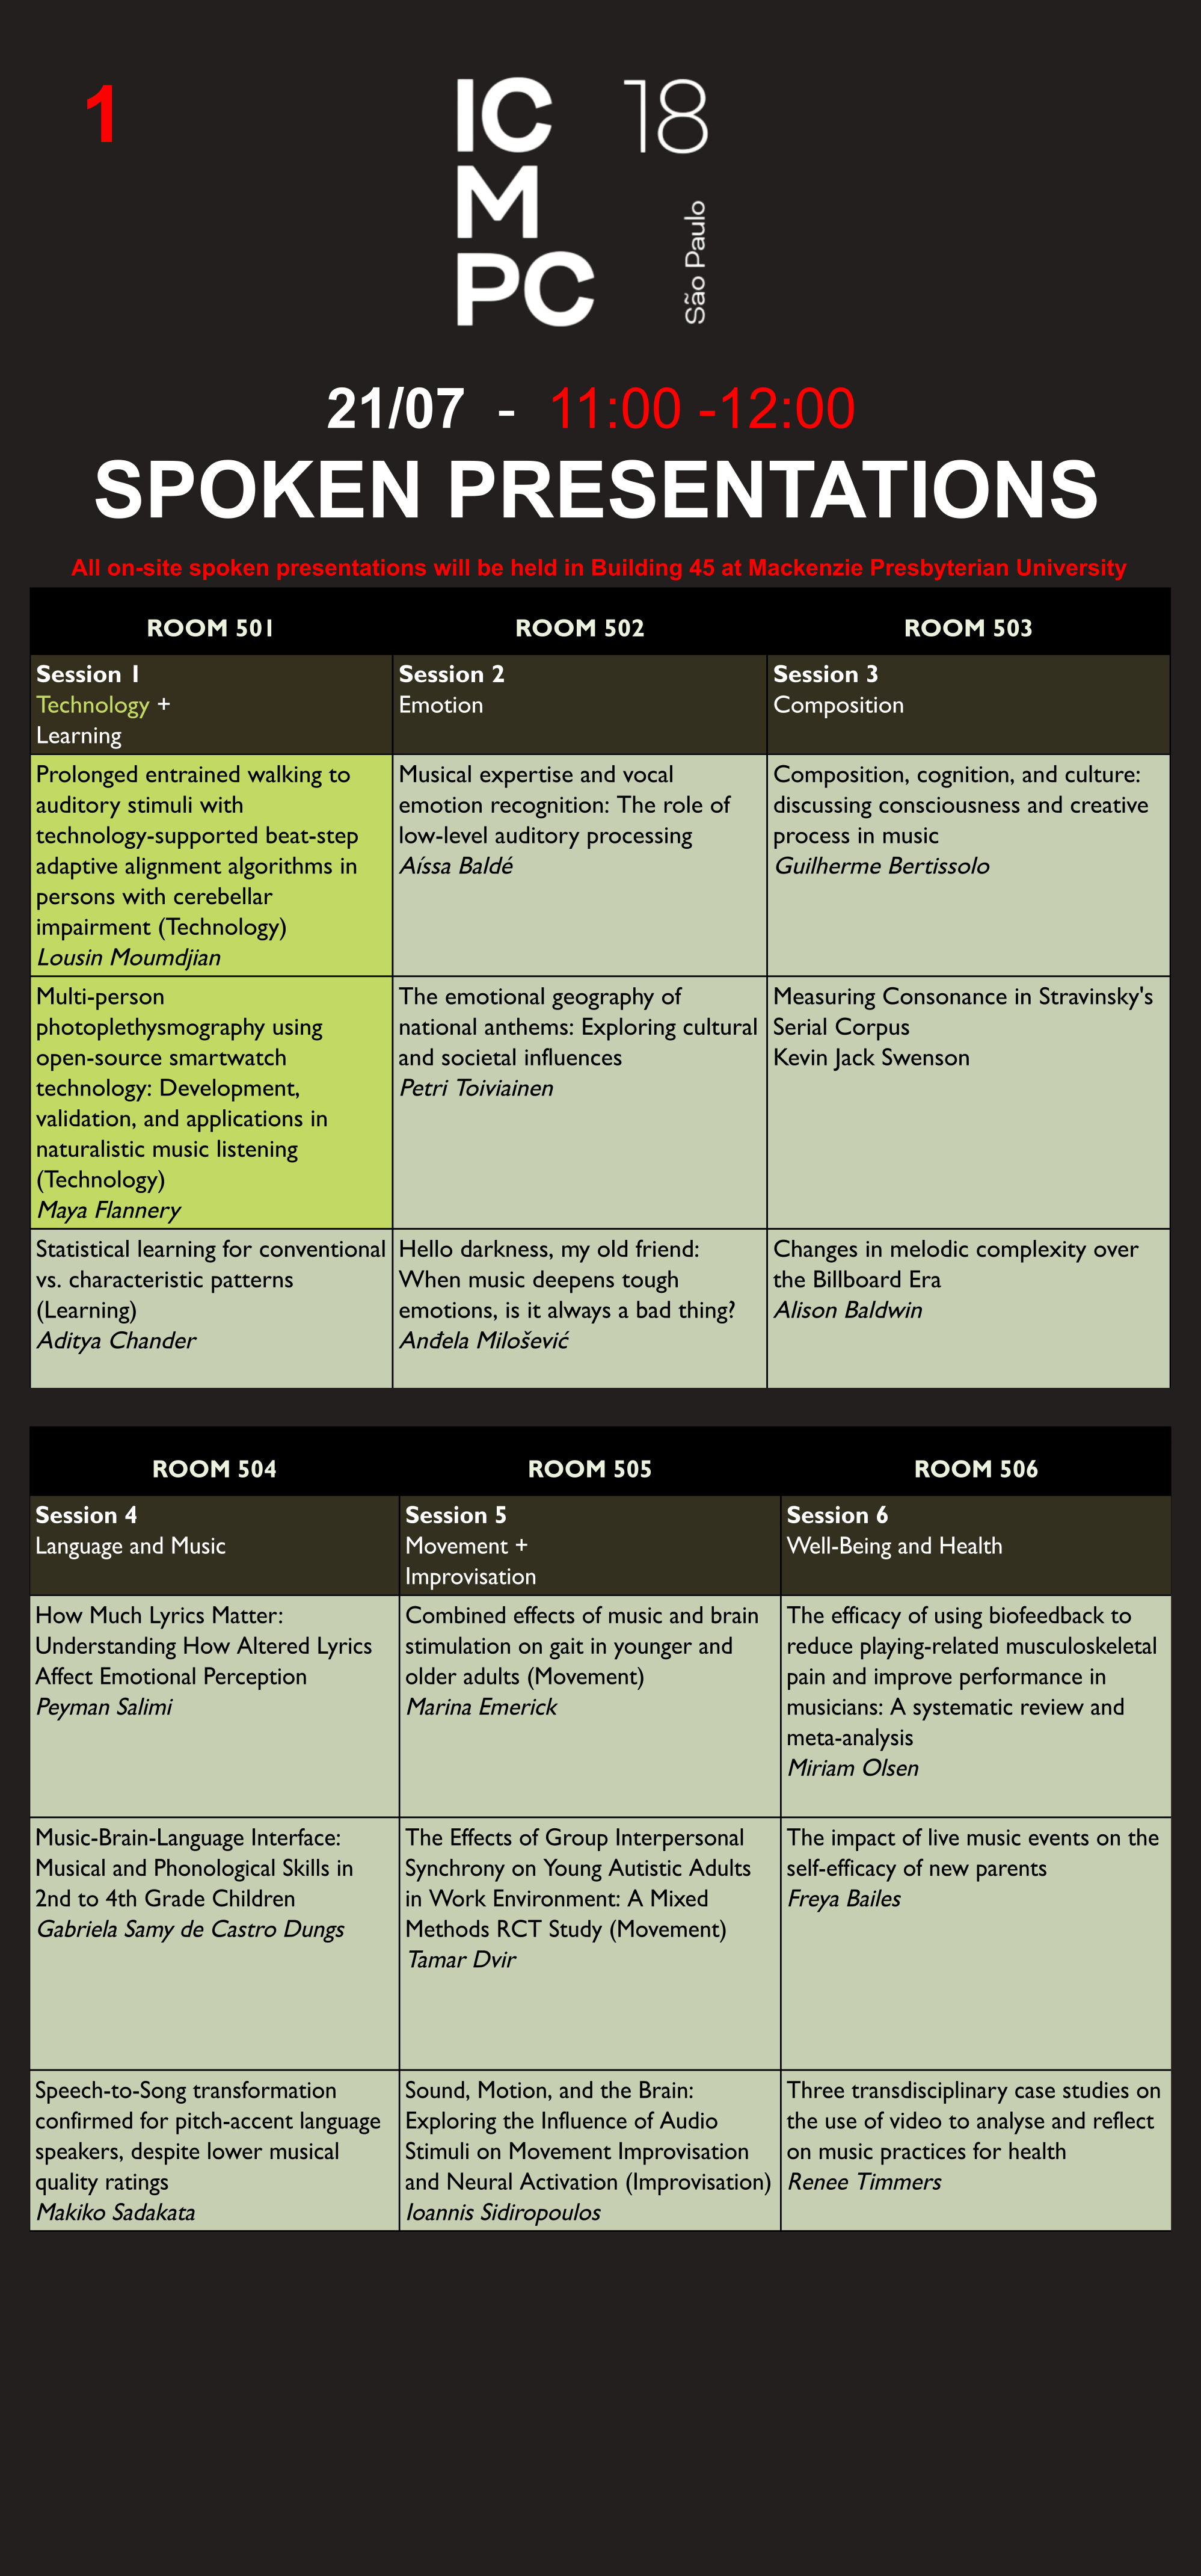 1
IC 18
M
PC
São Paulo
21/07 - 11:00 -12:00
SPOKEN PRESENTATIONS
All on-site spoken presentations will be held in Building 45 at Mackenzie Presbyterian University
ROOM 501
ROOM 502
ROOM 503
Session 1
Technology +
Learning
Session 2
Emotion
Session 3
Composition
Prolonged entrained walking to
auditory stimuli with
technology-supported beat-step
adaptive alignment algorithms in
persons with cerebellar
impairment (Technology)
Lousin Moumdjian
Musical expertise and vocal
emotion recognition: The role of
low-level auditory processing
Aíssa Baldé
Composition, cognition, and culture:
discussing consciousness and creative
process in music
Guilherme Bertissolo
Multi-person
photoplethysmography using
open-source smartwatch
technology: Development,
validation, and applications in
naturalistic music listening
(Technology)
Maya Flannery
The emotional geography of
national anthems: Exploring cultural
and societal influences
Petri Toiviainen
Measuring Consonance in Stravinsky's
Serial Corpus
Kevin Jack Swenson
Statistical learning for conventional
vs. characteristic patterns
(Learning)
Aditya Chander
Hello darkness, my old friend:
When music deepens tough
emotions, is it always a bad thing?
Anđela Milošević
Changes in melodic complexity over
the Billboard Era
Alison Baldwin
ROOM 504
ROOM 505
ROOM 506
Session 4
Language and Music
Session 5
Movement +
Improvisation
Session 6
Well-Being and Health
How Much Lyrics Matter:
Understanding How Altered Lyrics
Affect Emotional Perception
Peyman Salimi
Combined effects of music and brain
stimulation on gait in younger and
older adults (Movement)
Marina Emerick
The efficacy of using biofeedback to
reduce playing-related musculoskeletal
pain and improve performance in
musicians: A systematic review and
meta-analysis
Miriam Olsen
Music-Brain-Language Interface:
Musical and Phonological Skills in
2nd to 4th Grade Children
Gabriela Samy de Castro Dungs
The Effects of Group Interpersonal
Synchrony on Young Autistic Adults
in Work Environment: A Mixed
Methods RCT Study (Movement)
Tamar Dvir
The impact of live music events on the
self-efficacy of new parents
Freya Bailes
Speech-to-Song transformation
confirmed for pitch-accent language
speakers, despite lower musical
quality ratings
Makiko Sadakata
Sound, Motion, and the Brain:
Exploring the Influence of Audio
Stimuli on Movement Improvisation
and Neural Activation (Improvisation)
Ioannis Sidiropoulos
Three transdisciplinary case studies on
the use of video to analyse and reflect
on music practices for health
Renee Timmers